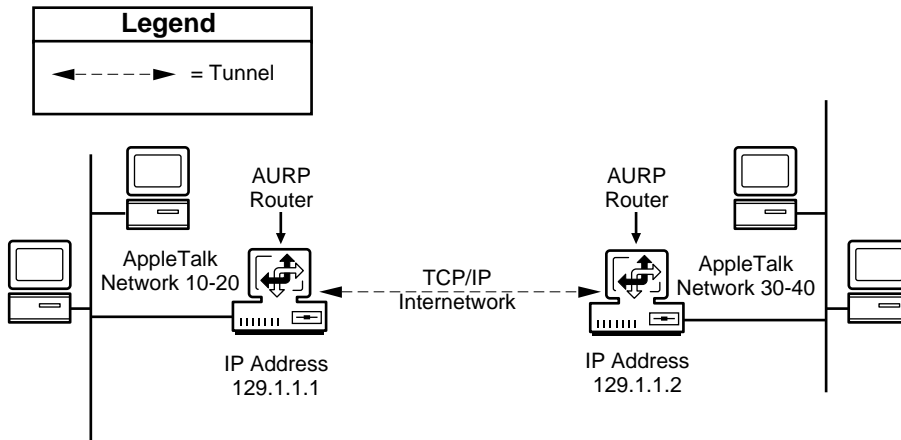 Legend
= Tunnel
AURP
Router
AURP
Router
AppleTalk
Network 10-20
TCP/IP
Internetwork
AppleTalk
Network 30-40
IP Address
129.1.1.1
IP Address
129.1.1.2